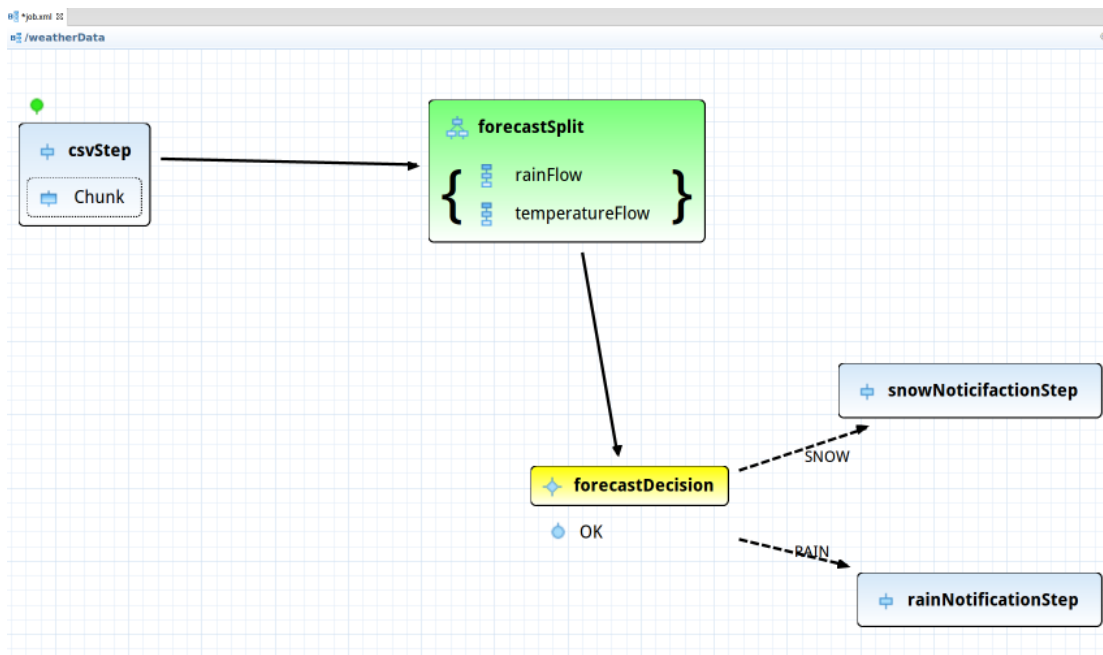 *job.xml
/weatherData
csvStep
Chunk
forecastSplit
{ rainFlow
temperatureFlow }
snowNoticifactionStep
SNOW
forecastDecision
OK
RAIN
rainNotificationStep